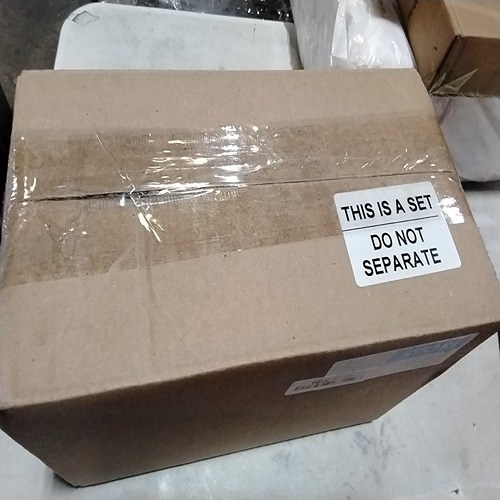 THIS IS A SET
DO NOT
SEPARATE